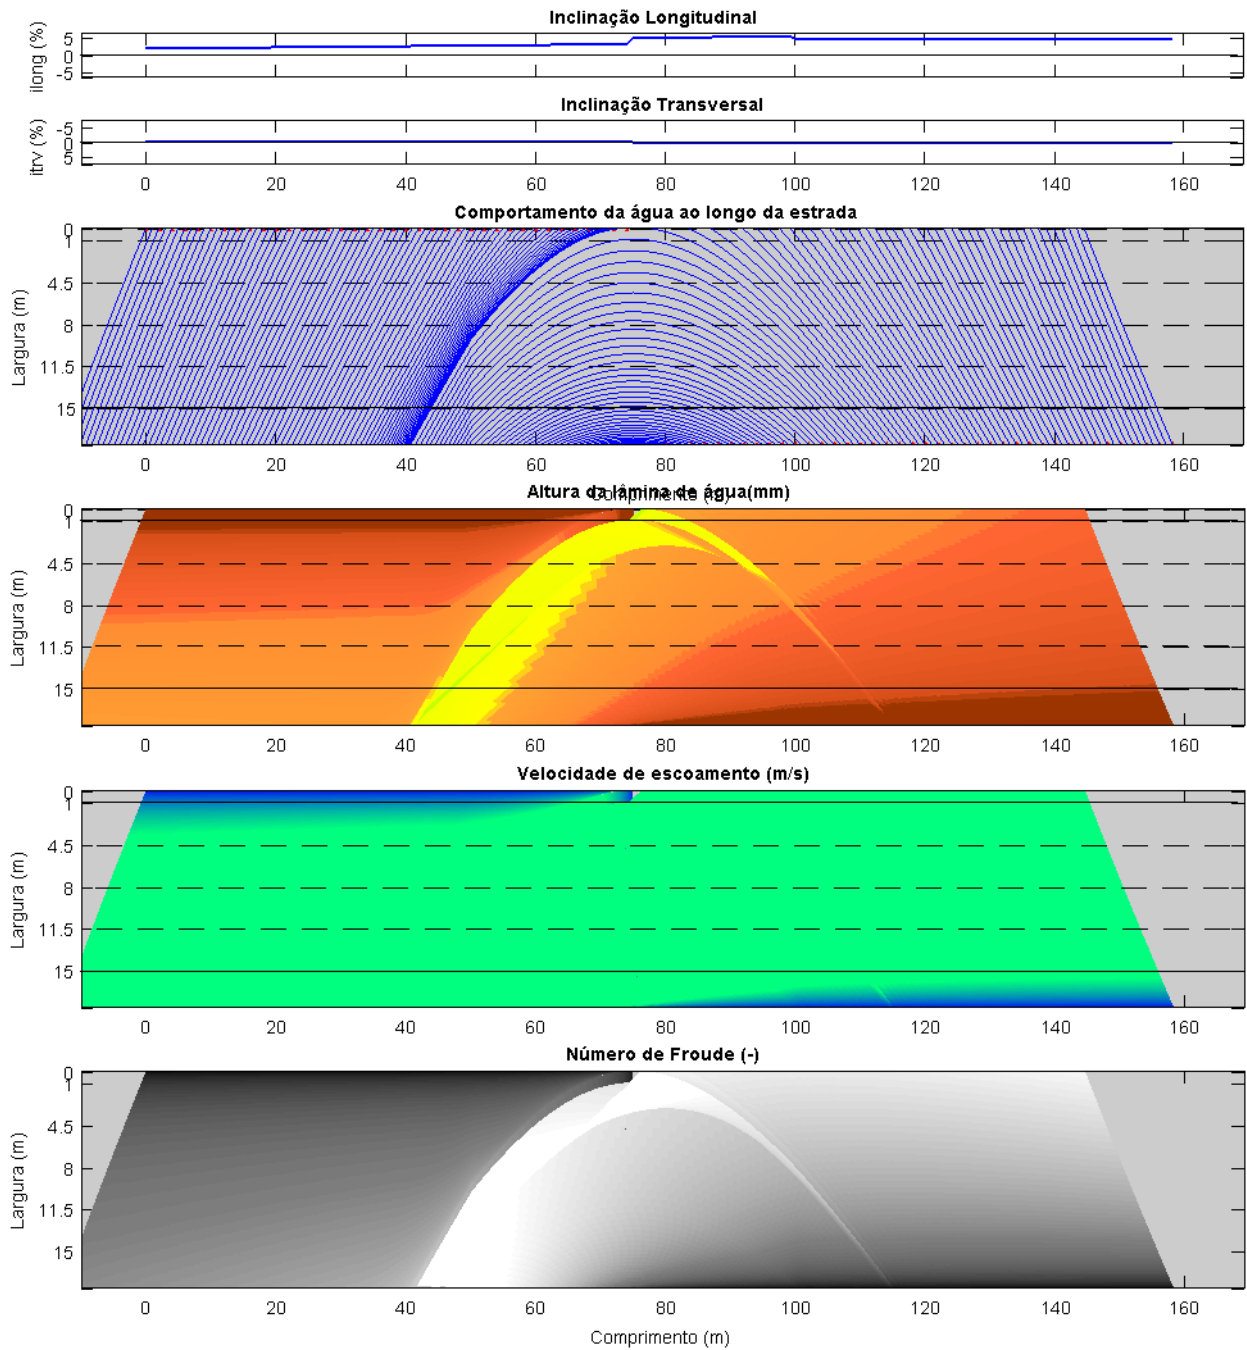 Inclinação Longitudinal
ilong (%)
5
0
-5
Inclinação Transversal
itrv (%)
-5
0
5
0 20 40 60 80 100 120 140 160
Comportamento da água ao longo da estrada
Largura (m)
0
1
4.5
8
11.5
15
0 20 40 60 80 100 120 140 160
Comprimento (m)
Altura da lâmina de água(mm)
Largura (m)
0
1
4.5
8
11.5
15
0 20 40 60 80 100 120 140 160
Velocidade de escoamento (m/s)
Largura (m)
0
1
4.5
8
11.5
15
0 20 40 60 80 100 120 140 160
Número de Froude (-)
Largura (m)
0
1
4.5
8
11.5
15
0 20 40 60 80 100 120 140 160
Comprimento (m)